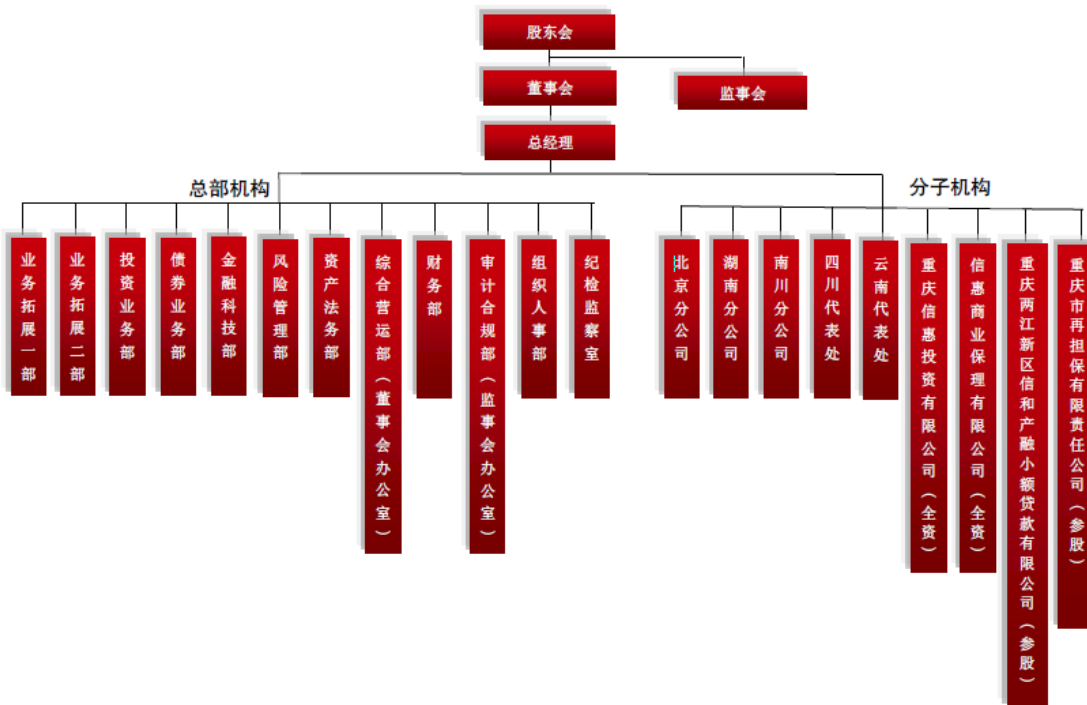 股东会
董事会
监事会
总经理
总部机构
分子机构
业务拓展一部
业务拓展二部
投资业务部
债券业务部
金融科技部
风险管理部
资产法务部
综合营运部（董事会办公室）
财务部
审计合规部（监事会办公室）
组织人事部
纪检监察室
北京分公司
湖南分公司
南川分公司
四川代表处
云南代表处
重庆信惠投资有限公司（全资）
信惠商业保理有限公司（全资）
重庆两江新区信和产融小额贷款有限公司（参股）
重庆市再担保有限责任公司（参股）